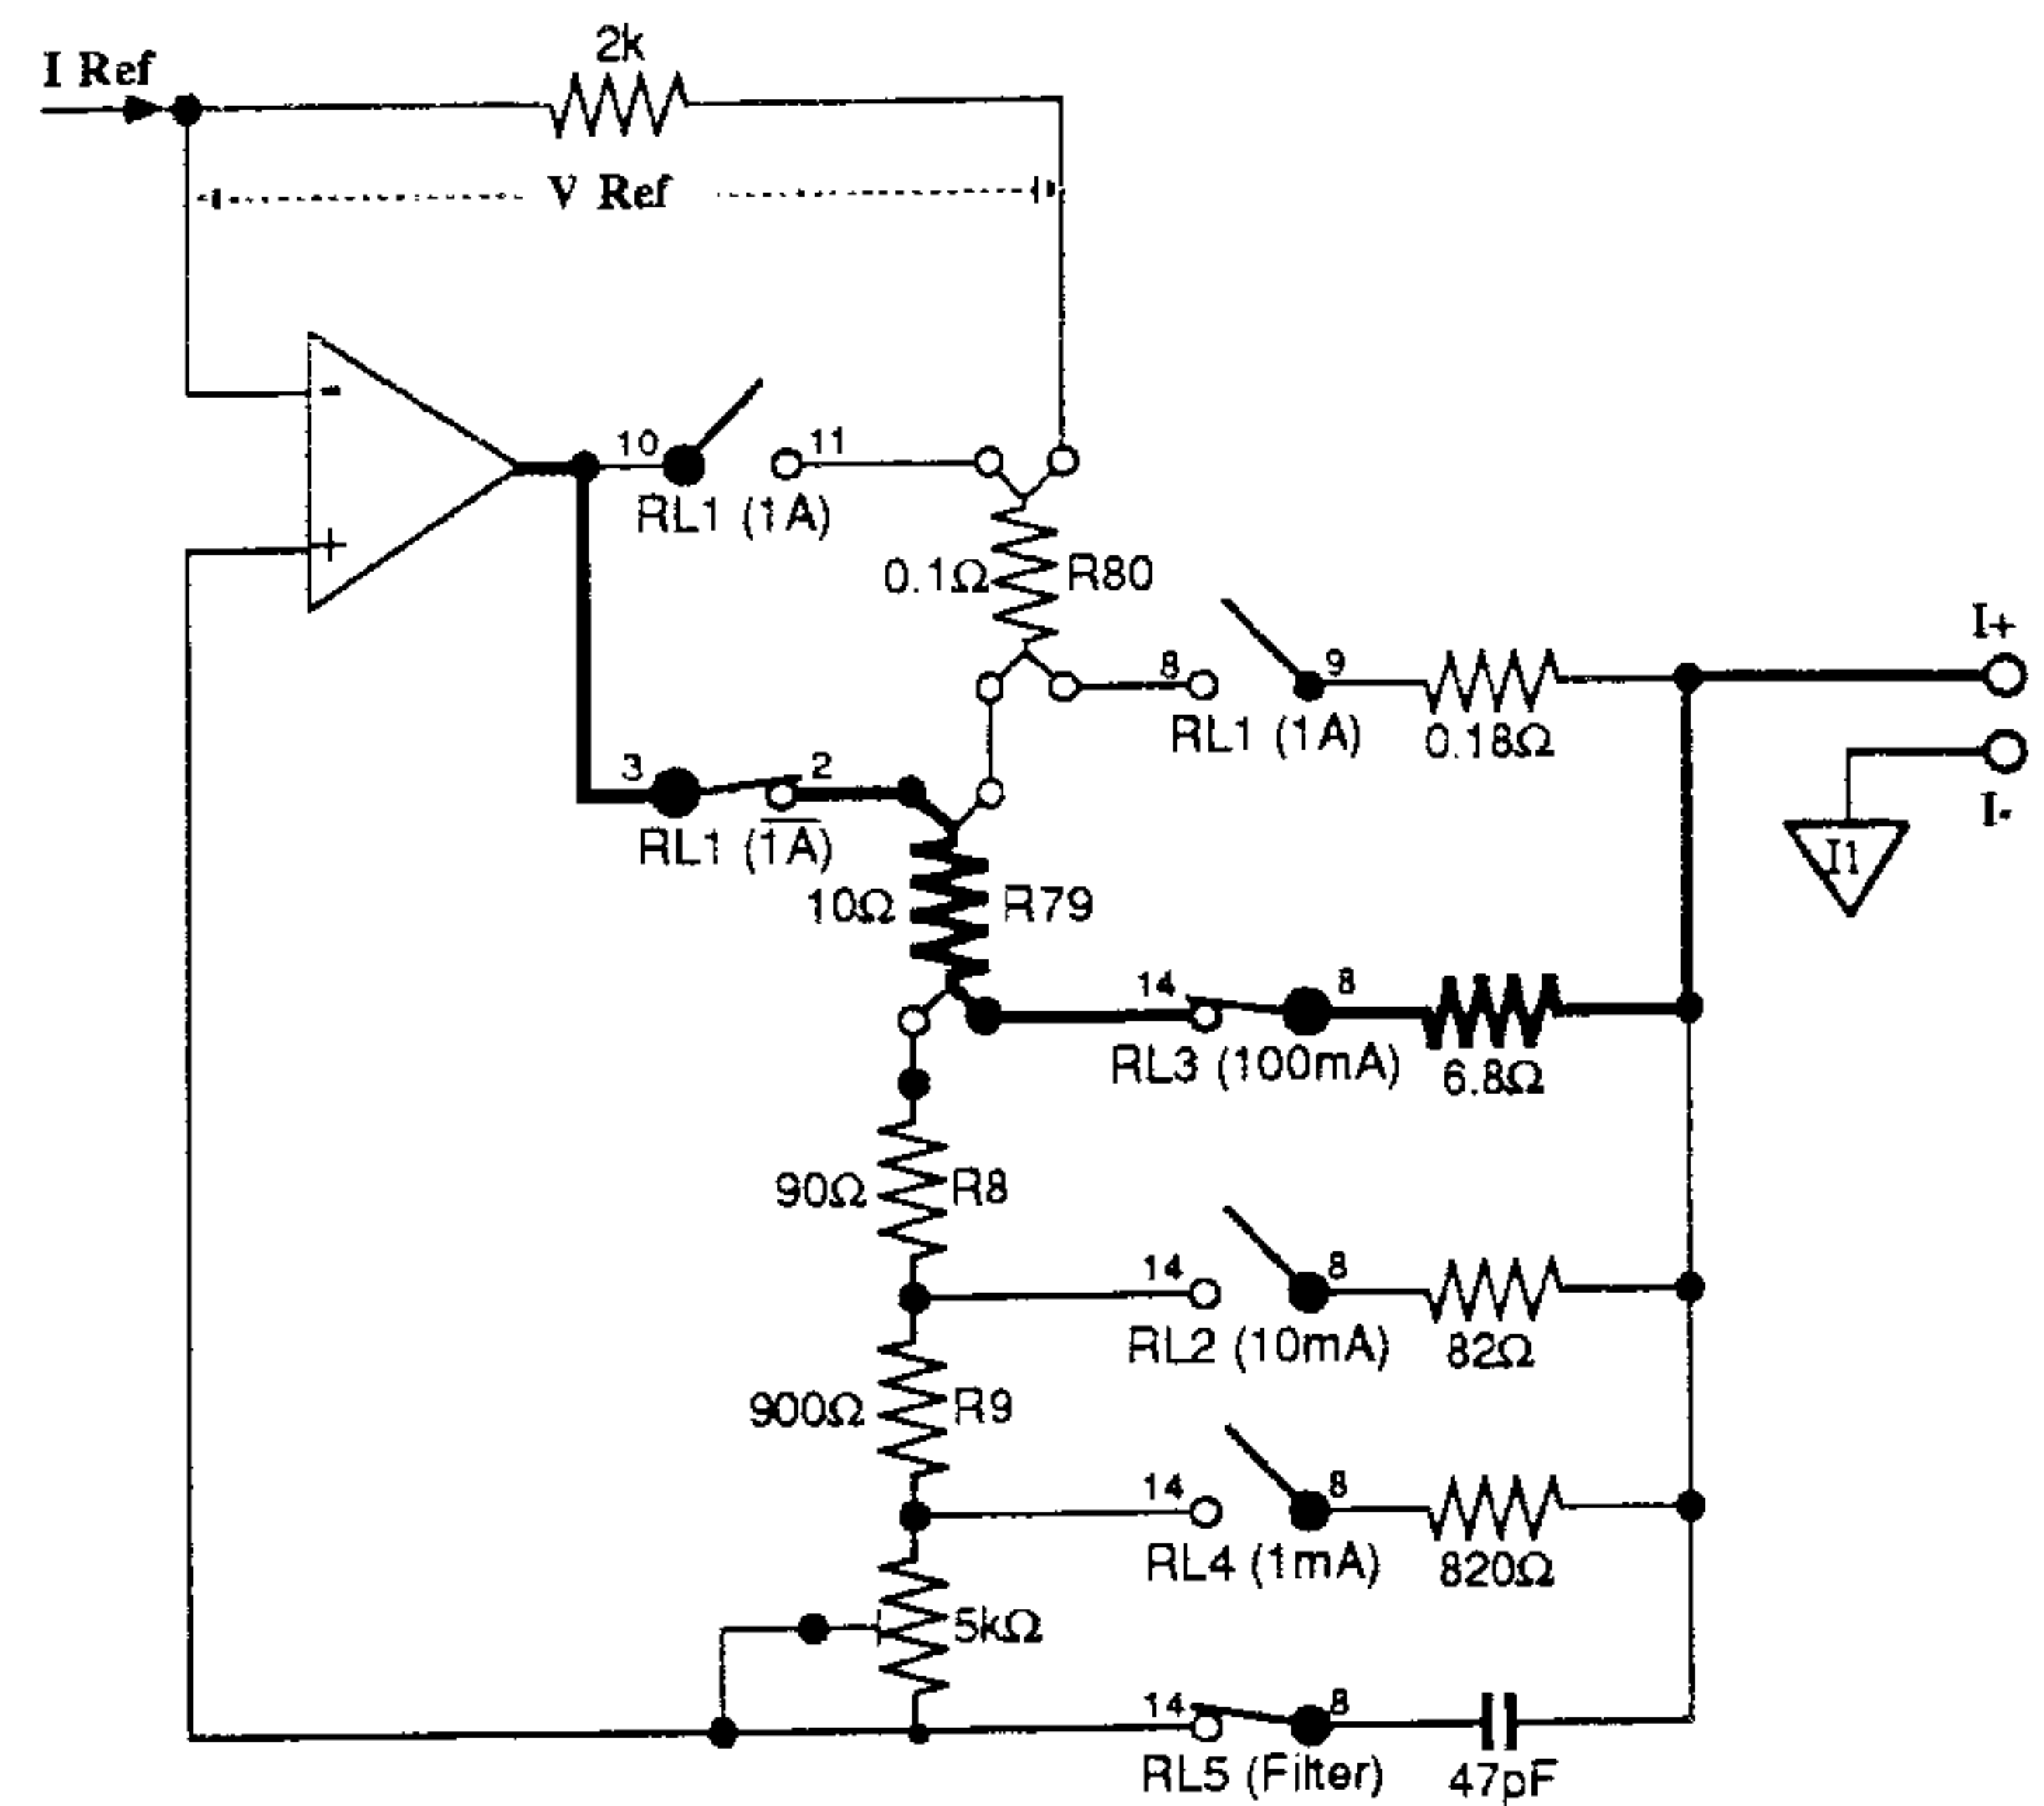 2k
I Ref
V Ref
-
10
11
RL1 (1A)
+
0.1Ω
R80
I+
8
9
RL1 (1A)
0.18Ω
3
2
I-
RL1 (1̅A̅)
I1
10Ω
R79
14
8
RL3 (100mA)
6.8Ω
90Ω
R8
14
8
RL2 (10mA)
82Ω
900Ω
R9
14
8
RL4 (1mA)
820Ω
5kΩ
14
8
RL5 (Filter)
47pF